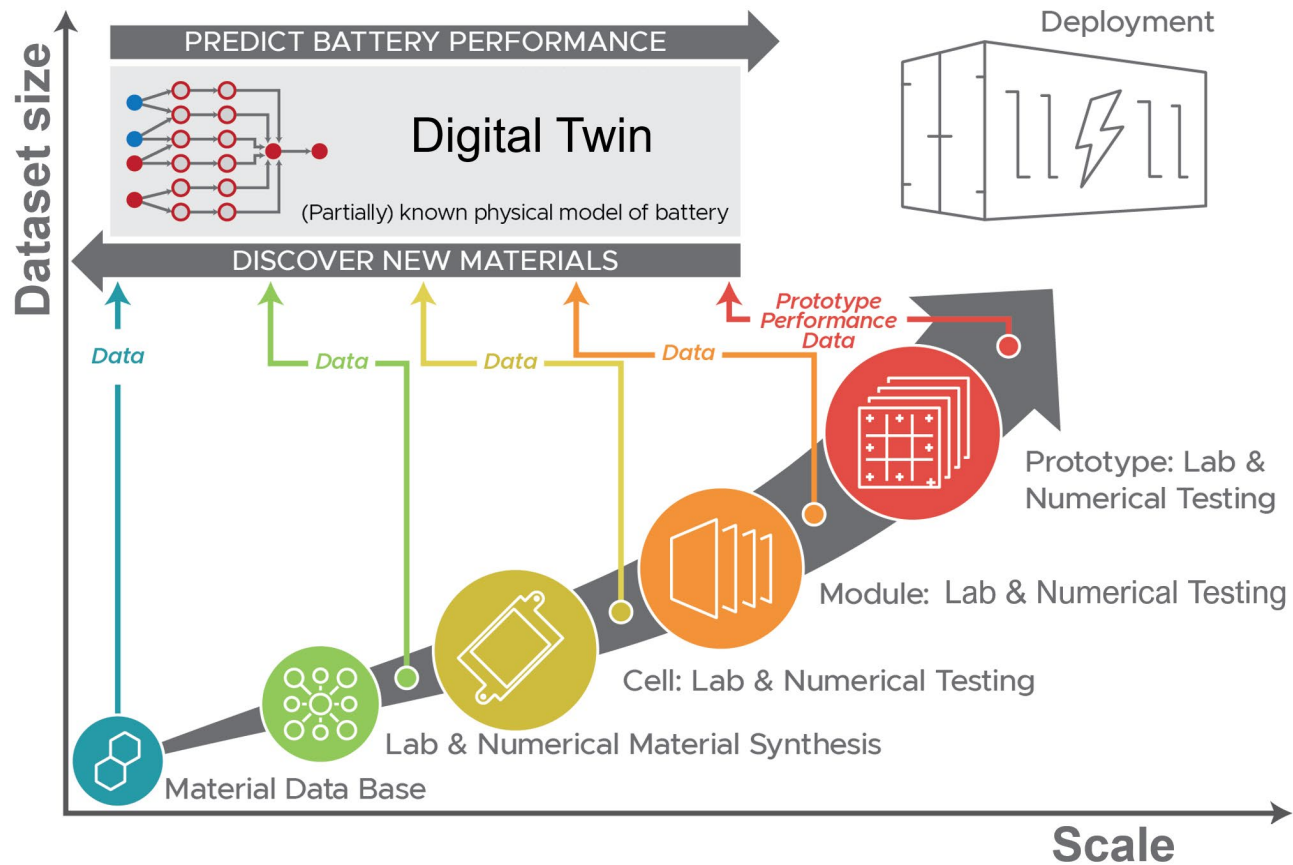 PREDICT BATTERY PERFORMANCE
Deployment
Dataset size
Digital Twin
(Partially) known physical model of battery
DISCOVER NEW MATERIALS
Data
Data
Data
Data
Prototype
Performance
Data
Prototype: Lab &
Numerical Testing
Module: Lab & Numerical Testing
Cell: Lab & Numerical Testing
Lab & Numerical Material Synthesis
Material Data Base
Scale